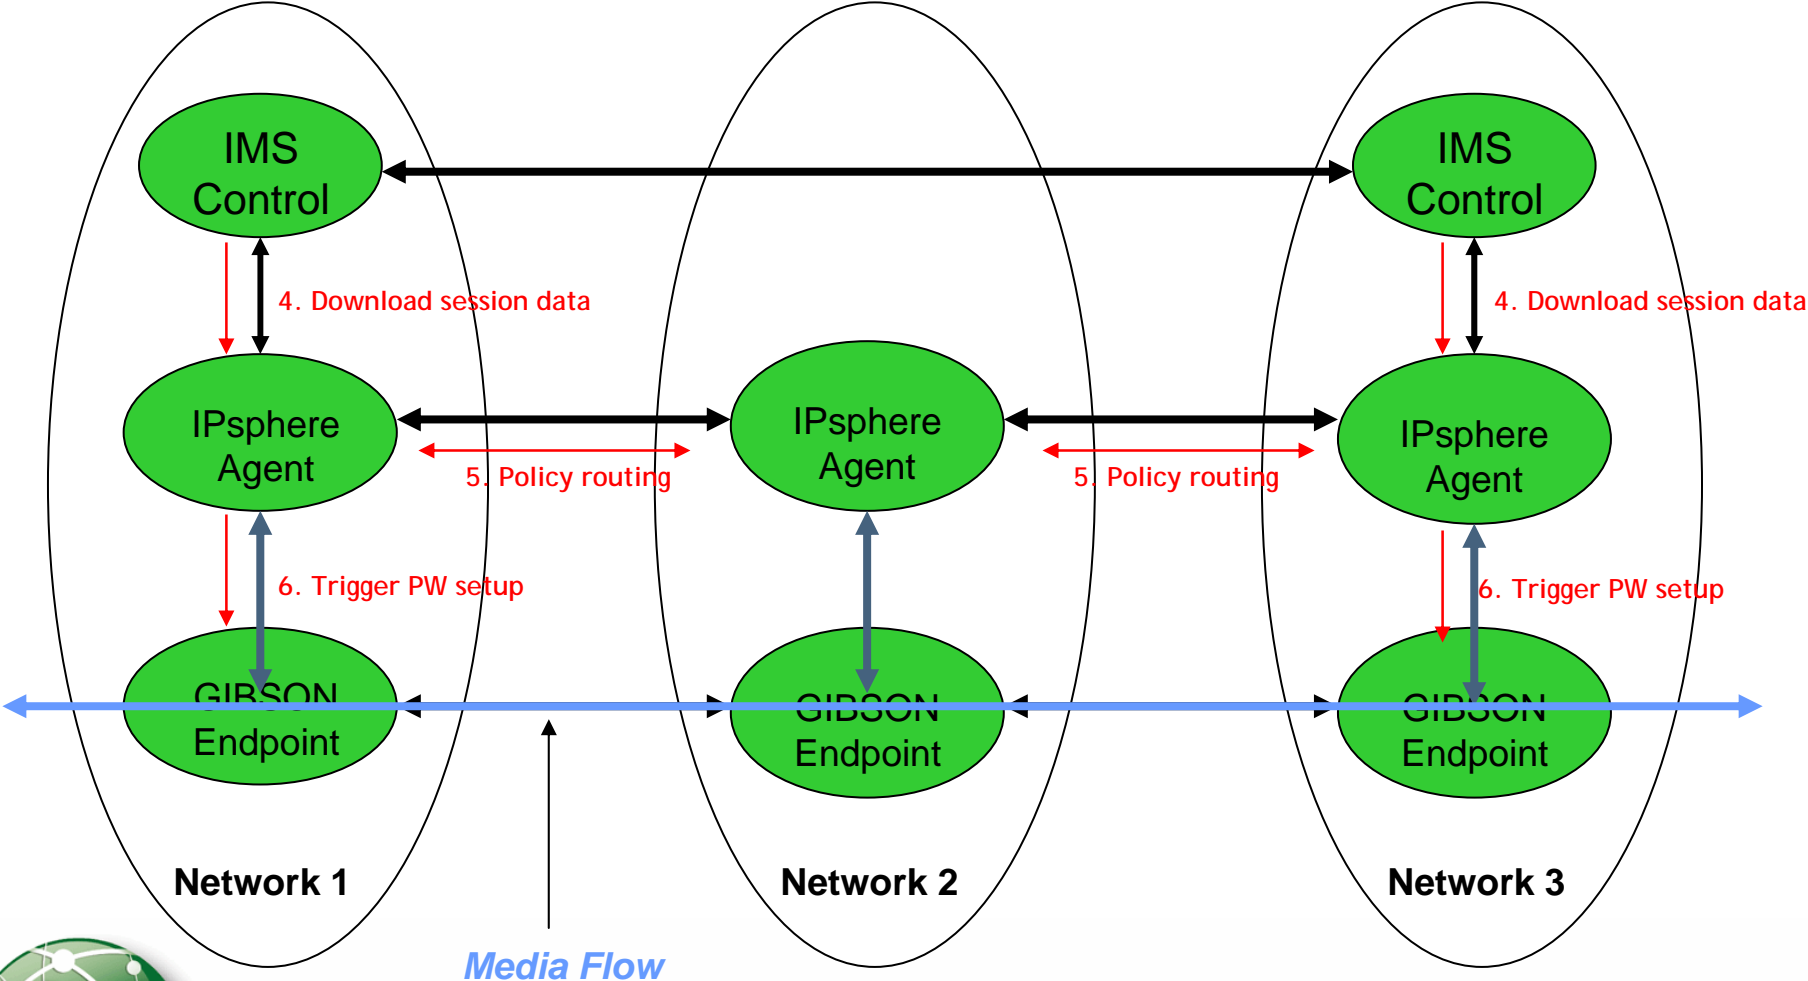 IMS
Control
IMS
Control
4. Download session data
4. Download session data
IPsphere
Agent
IPsphere
Agent
IPsphere
Agent
5. Policy routing
5. Policy routing
6. Trigger PW setup
6. Trigger PW setup
GIBSON
Endpoint
GIBSON
Endpoint
GIBSON
Endpoint
Network 1
Network 2
Network 3
Media Flow